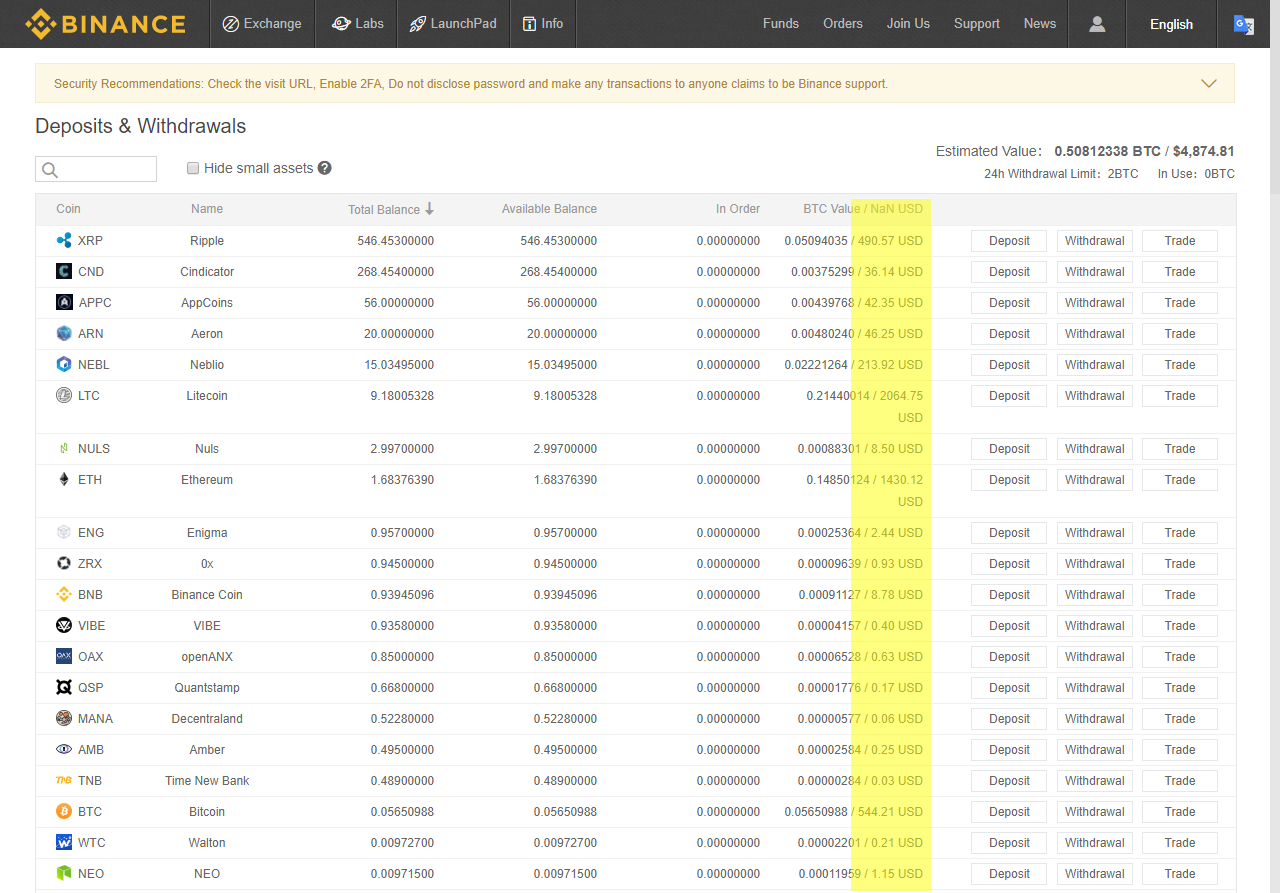 BINANCE Exchange Labs LaunchPad Info Funds Orders Join Us Support News English
Security Recommendations: Check the visit URL, Enable 2FA, Do not disclose password and make any transactions to anyone claims to be Binance support.
Deposits & Withdrawals
Estimated Value： 0.50812338 BTC / $4,874.81
Hide small assets ?
24h Withdrawal Limit：2BTC In Use：0BTC
Coin Name Total Balance Available Balance In Order BTC Value / NaN USD
XRP Ripple 546.45300000 546.45300000 0.00000000 0.05094035 / 490.57 USD Deposit Withdrawal Trade
CND Cindicator 268.45400000 268.45400000 0.00000000 0.00375299 / 36.14 USD Deposit Withdrawal Trade
APPC AppCoins 56.00000000 56.00000000 0.00000000 0.00439768 / 42.35 USD Deposit Withdrawal Trade
ARN Aeron 20.00000000 20.00000000 0.00000000 0.00480240 / 46.25 USD Deposit Withdrawal Trade
NEBL Neblio 15.03495000 15.03495000 0.00000000 0.02221264 / 213.92 USD Deposit Withdrawal Trade
LTC Litecoin 9.18005328 9.18005328 0.00000000 0.21440014 / 2064.75 Deposit Withdrawal Trade
USD
NULS Nuls 2.99700000 2.99700000 0.00000000 0.00088301 / 8.50 USD Deposit Withdrawal Trade
ETH Ethereum 1.68376390 1.68376390 0.00000000 0.14850124 / 1430.12 Deposit Withdrawal Trade
USD
ENG Enigma 0.95700000 0.95700000 0.00000000 0.00025364 / 2.44 USD Deposit Withdrawal Trade
ZRX 0x 0.94500000 0.94500000 0.00000000 0.00009639 / 0.93 USD Deposit Withdrawal Trade
BNB Binance Coin 0.93945096 0.93945096 0.00000000 0.00091127 / 8.78 USD Deposit Withdrawal Trade
VIBE VIBE 0.93580000 0.93580000 0.00000000 0.00004157 / 0.40 USD Deposit Withdrawal Trade
OAX openANX 0.85000000 0.85000000 0.00000000 0.00006528 / 0.63 USD Deposit Withdrawal Trade
QSP Quantstamp 0.66800000 0.66800000 0.00000000 0.00001776 / 0.17 USD Deposit Withdrawal Trade
MANA Decentraland 0.52280000 0.52280000 0.00000000 0.00000577 / 0.06 USD Deposit Withdrawal Trade
AMB Amber 0.49500000 0.49500000 0.00000000 0.00002584 / 0.25 USD Deposit Withdrawal Trade
TNB TNB Time New Bank 0.48900000 0.48900000 0.00000000 0.00000284 / 0.03 USD Deposit Withdrawal Trade
BTC Bitcoin 0.05650988 0.05650988 0.00000000 0.05650988 / 544.21 USD Deposit Withdrawal Trade
WTC Walton 0.00972700 0.00972700 0.00000000 0.00002201 / 0.21 USD Deposit Withdrawal Trade
NEO NEO 0.00971500 0.00971500 0.00000000 0.00011959 / 1.15 USD Deposit Withdrawal Trade